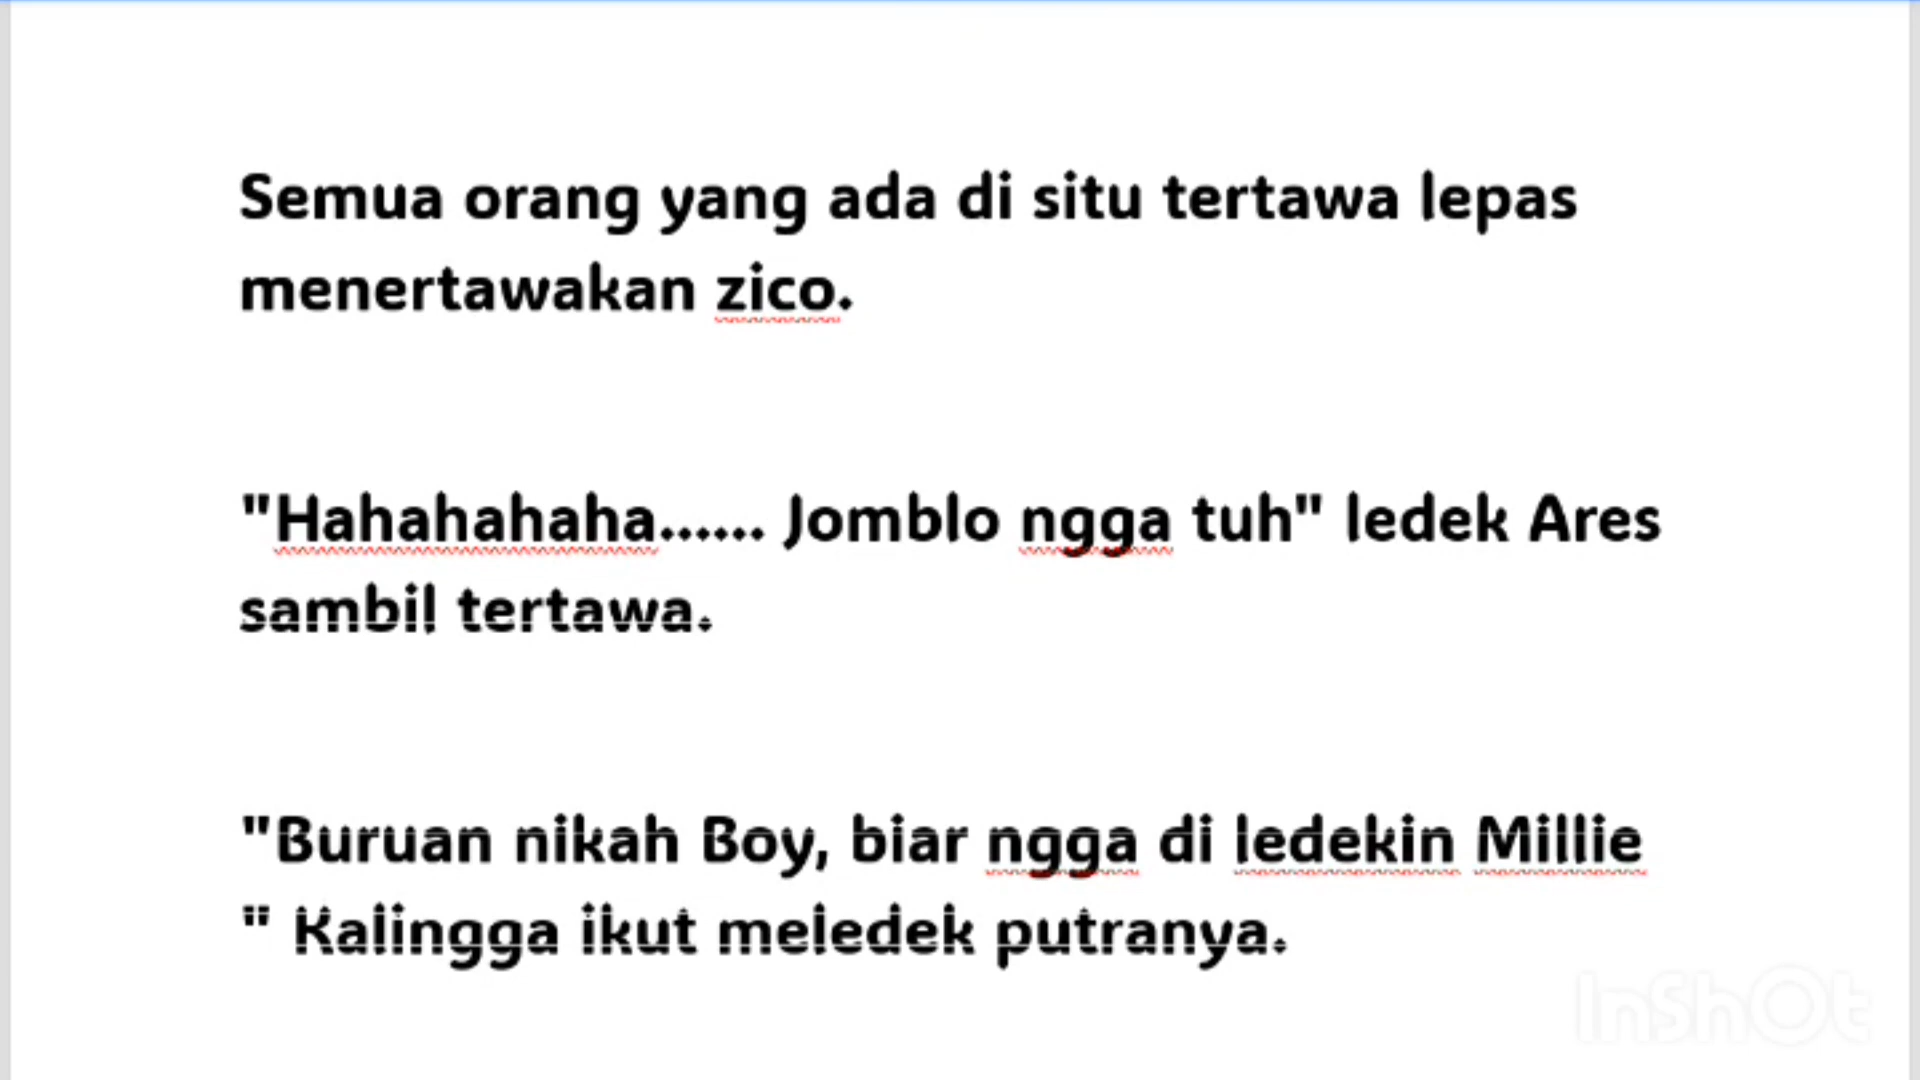 Semua orang yang ada di situ tertawa lepas
menertawakan zico.
"Hahahahaha...... Jomblo ngga tuh" ledek Ares
sambil tertawa.
"Buruan nikah Boy, biar ngga di ledekin Millie
" Kalingga ikut meledek putranya.
InShOt